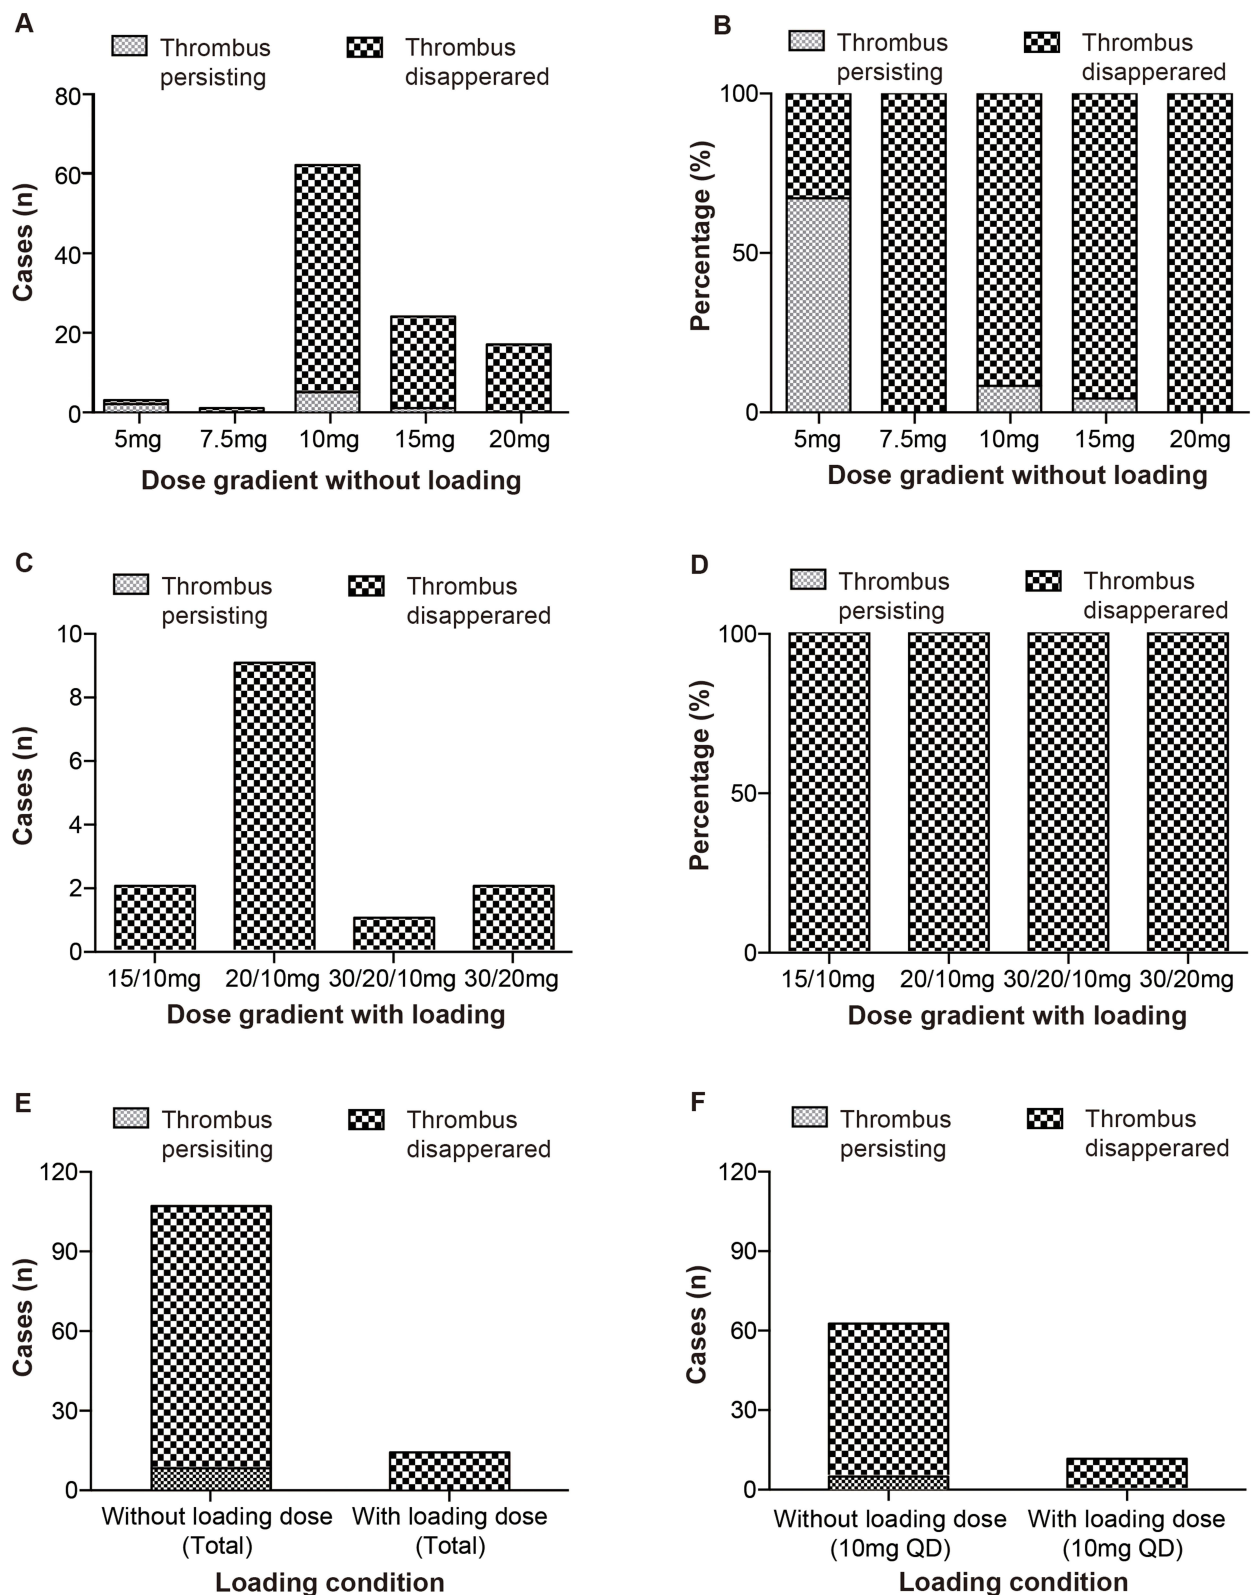 A
Thrombus
persisting
Thrombus
disapperared
80
60
40
20
0
Cases (n)
5mg 7.5mg 10mg 15mg 20mg
Dose gradient without loading
B
Thrombus
persisting
Thrombus
disapperared
100
50
0
Percentage (%)
5mg 7.5mg 10mg 15mg 20mg
Dose gradient without loading
C
Thrombus
persisting
Thrombus
disapperared
10
8
6
4
2
0
Cases (n)
15/10mg 20/10mg 30/20/10mg 30/20mg
Dose gradient with loading
D
Thrombus
persisting
Thrombus
disapperared
100
50
0
Percentage (%)
15/10mg 20/10mg 30/20/10mg 30/20mg
Dose gradient with loading
E
Thrombus
persisiting
Thrombus
disapperared
120
90
60
30
0
Cases (n)
Without loading dose
(Total)
With loading dose
(Total)
Loading condition
F
Thrombus
persisting
Thrombus
disapperared
120
90
60
30
0
Cases (n)
Without loading dose
(10mg QD)
With loading dose
(10mg QD)
Loading condition